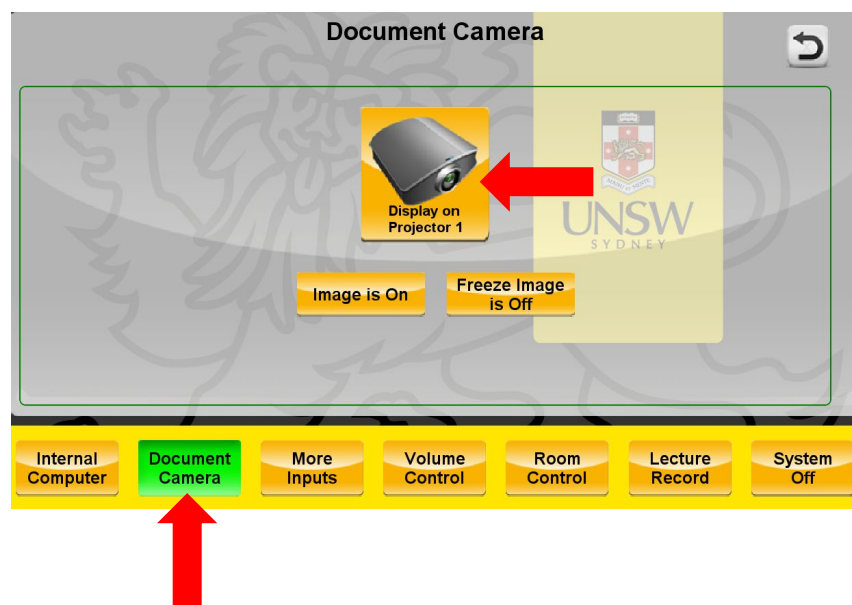 Document Camera
Display on
Projector 1
UNSW
SYDNEY
Image is On
Freeze Image
is Off
Internal
Computer
Document
Camera
More
Inputs
Volume
Control
Room
Control
Lecture
Record
System
Off